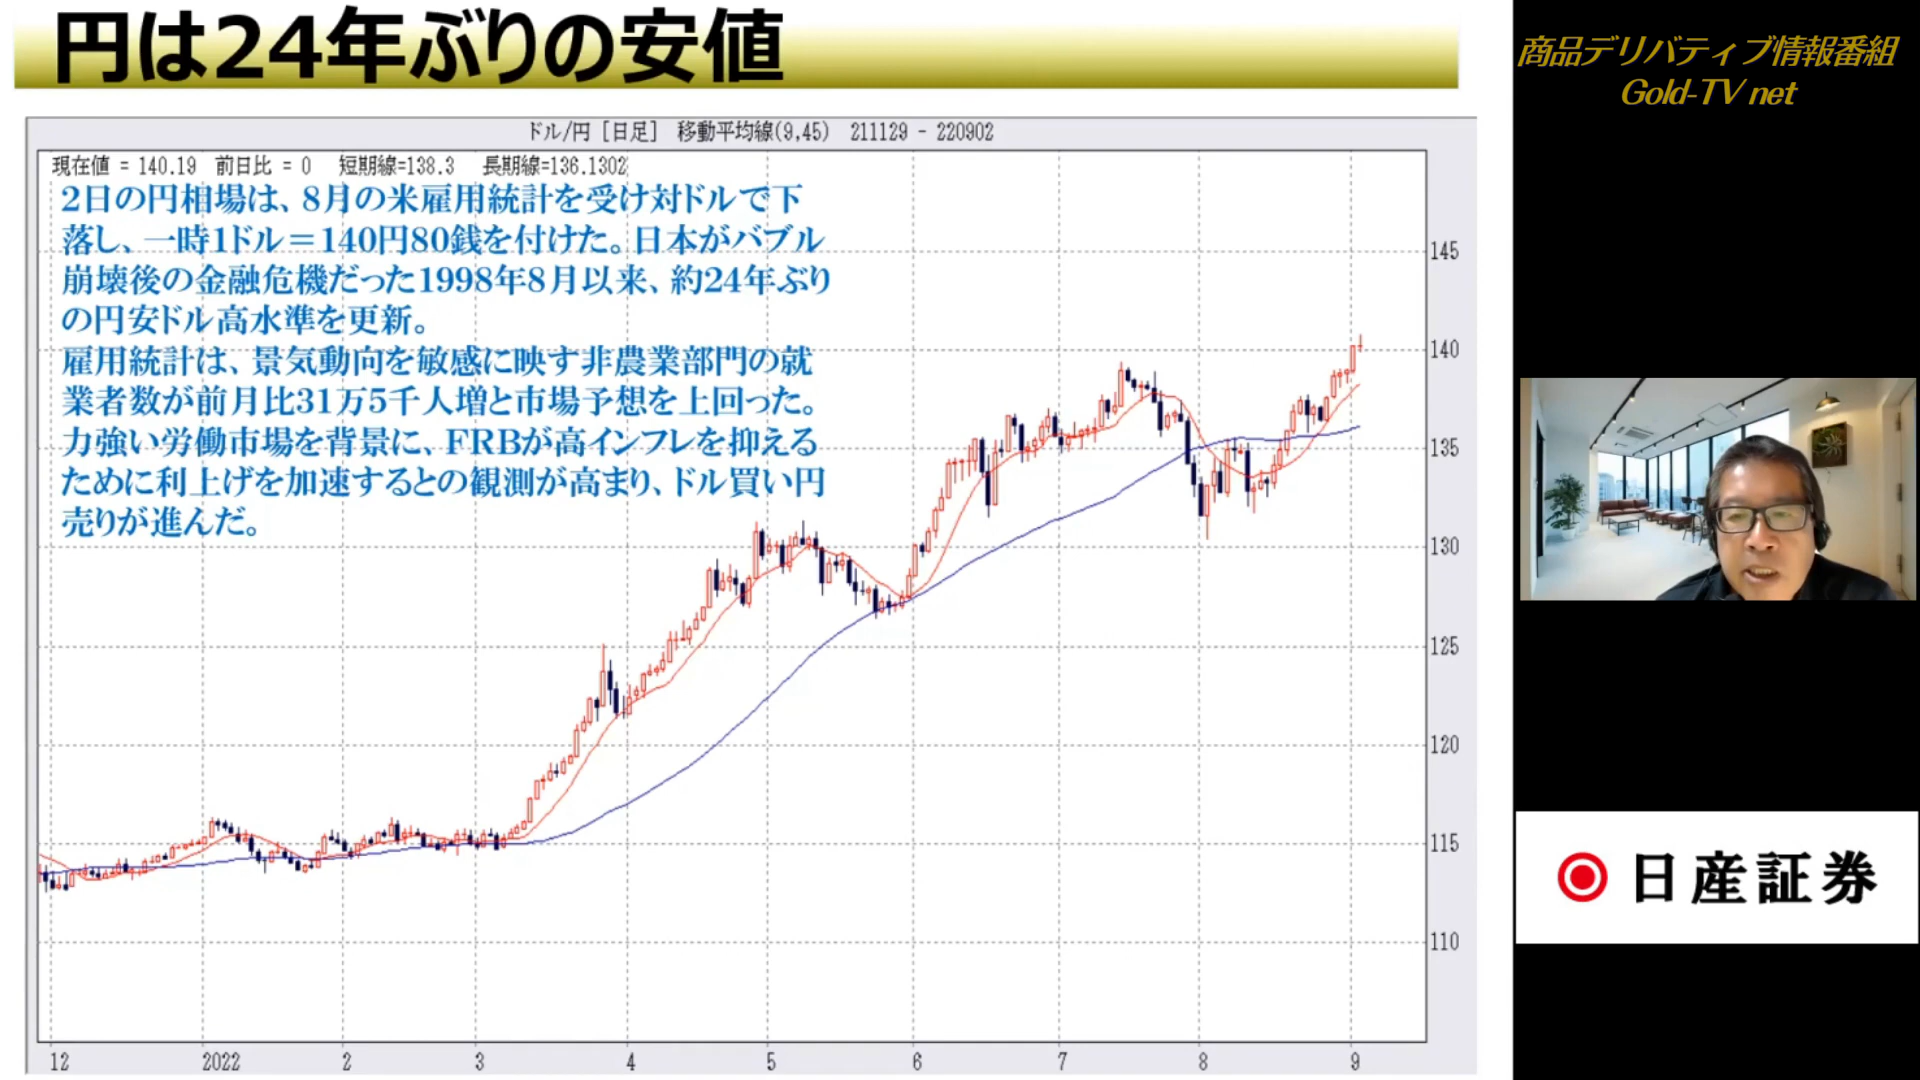 円は24年ぶりの安値
商品デリバティブ情報番組
Gold-TV net
ドル/円 [日足] 移動平均線(9,45) 211129 - 220902
現在値 = 140.19 前日比 = 0 短期線=138.3 長期線=136.1302
2日の円相場は、8月の米雇用統計を受け対ドルで下
落し、一時1ドル＝140円80銭を付けた。日本がバブル
崩壊後の金融危機だった1998年8月以来、約24年ぶり
の円安ドル高水準を更新。
雇用統計は、景気動向を敏感に映す非農業部門の就
業者数が前月比31万5千人増と市場予想を上回った。
力強い労働市場を背景に、FRBが高インフレを抑える
ために利上げを加速するとの観測が高まり、ドル買い円
売りが進んだ。
145
140
135
130
125
120
115
110
12 2022 2 3 4 5 6 7 8 9
日産証券